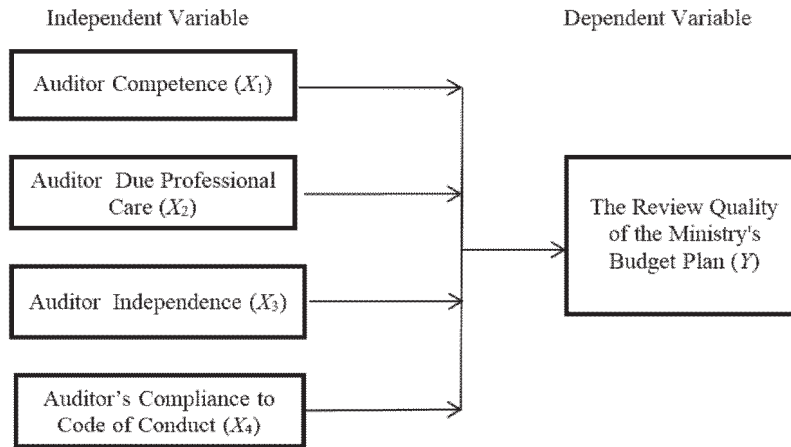 Independent Variable
Dependent Variable
Auditor Competence (X₁)
Auditor Due Professional
Care (X₂)
Auditor Independence (X₃)
Auditor's Compliance to
Code of Conduct (X₄)
The Review Quality
of the Ministry's
Budget Plan (Y)